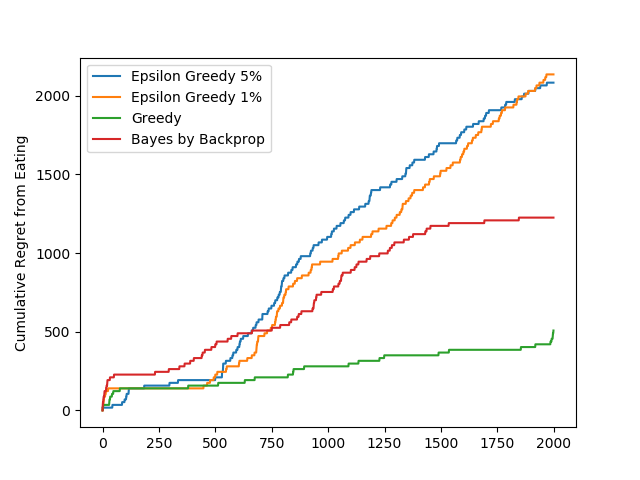 Epsilon Greedy 5%
Epsilon Greedy 1%
Greedy
Bayes by Backprop
Cumulative Regret from Eating
2000
1500
1000
500
0
0 250 500 750 1000 1250 1500 1750 2000